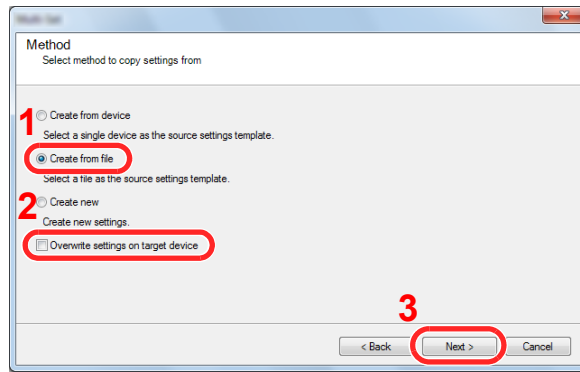 Multi Set
Method
Select method to copy settings from
1
Create from device
Select a single device as the source settings template.
Create from file
Select a file as the source settings template.
2
Create new
Create new settings.
Overwrite settings on target device
3
< Back Next > Cancel